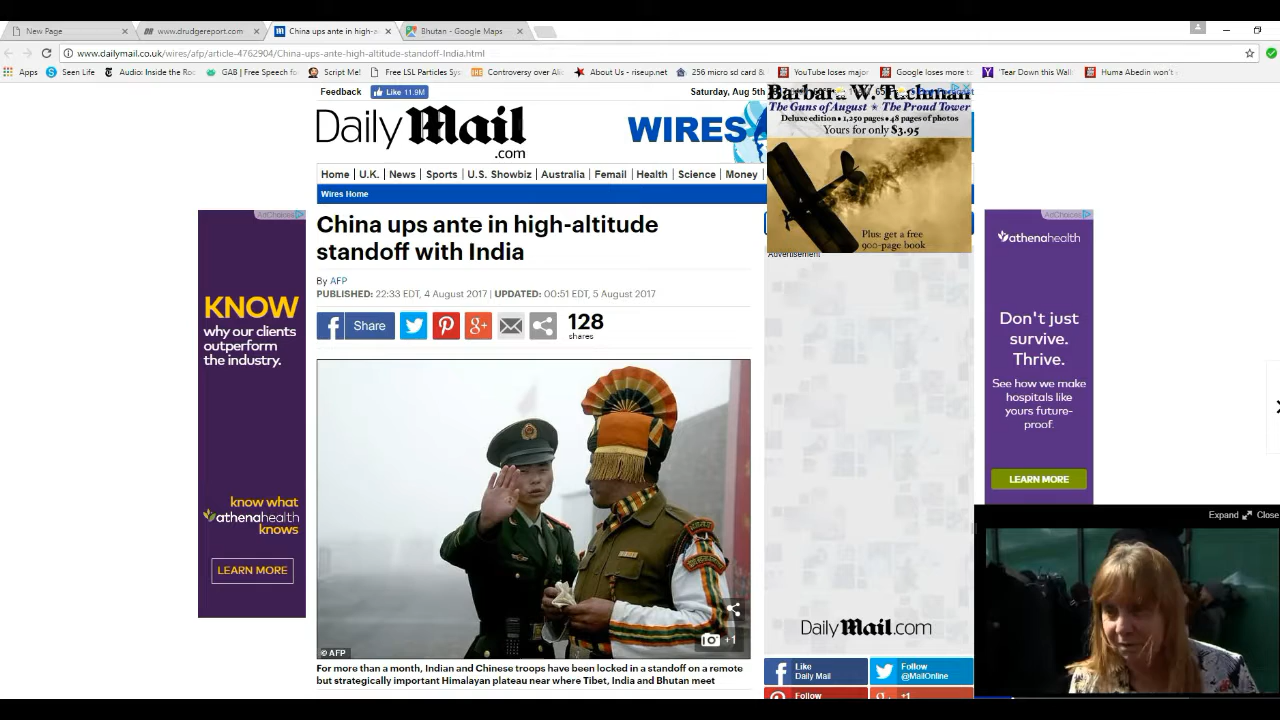 New Page
www.drudgereport.com
China ups ante in high-a
Bhutan - Google Maps
www.dailymail.co.uk/wires/afp/article-4762904/China-ups-ante-high-altitude-standoff-India.html
Apps
Seen Life
Audio: Inside the Ro
GAB | Free Speech fo
Script Me!
Free LSL Particles Sys
Controversy over Ali
About Us - riseup.net
256 micro sd card &
YouTube loses major
Google loses more
'Tear Down this Wall
Huma Abedin won't
Feedback
Like 11.9M
Saturday, Aug 5th
Barbara W. Tuchman
The Guns of August ★ The Proud Tower
Deluxe edition • 1,250 pages • 48 pages of photos
Yours for only $3.95
Daily Mail
.com
WIRES
Home U.K. News Sports U.S. Showbiz Australia Femail Health Science Money
Wires Home
Plus: get a free
900-page book
Advertisement
China ups ante in high-altitude
standoff with India
By AFP
PUBLISHED: 22:33 EDT, 4 August 2017 | UPDATED: 00:51 EDT, 5 August 2017
Share
128
shares
AdChoices
KNOW
why our clients
outperform
the industry.
know what
athenahealth
knows
LEARN MORE
© AFP
+1
For more than a month, Indian and Chinese troops have been locked in a standoff on a remote
but strategically important Himalayan plateau near where Tibet, India and Bhutan meet
Daily Mail.com
Like
Daily Mail
Follow
@MailOnline
Follow
+1
AdChoices
athenahealth
Don't just
survive.
Thrive.
See how we make
hospitals like
yours future-
proof.
LEARN MORE
Expand
Close